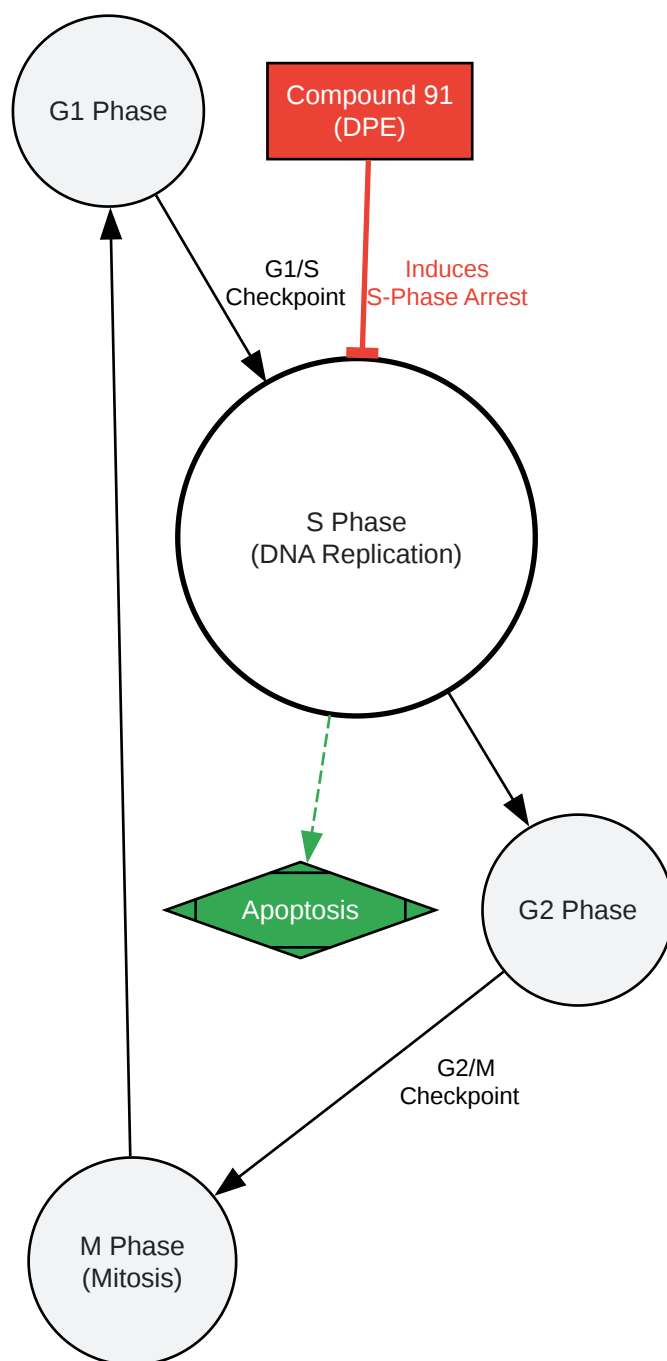 G1 Phase
Compound 91
(DPE)
G1/S
Checkpoint
Induces
S-Phase Arrest
S Phase
(DNA Replication)
Apoptosis
G2 Phase
G2/M
Checkpoint
M Phase
(Mitosis)